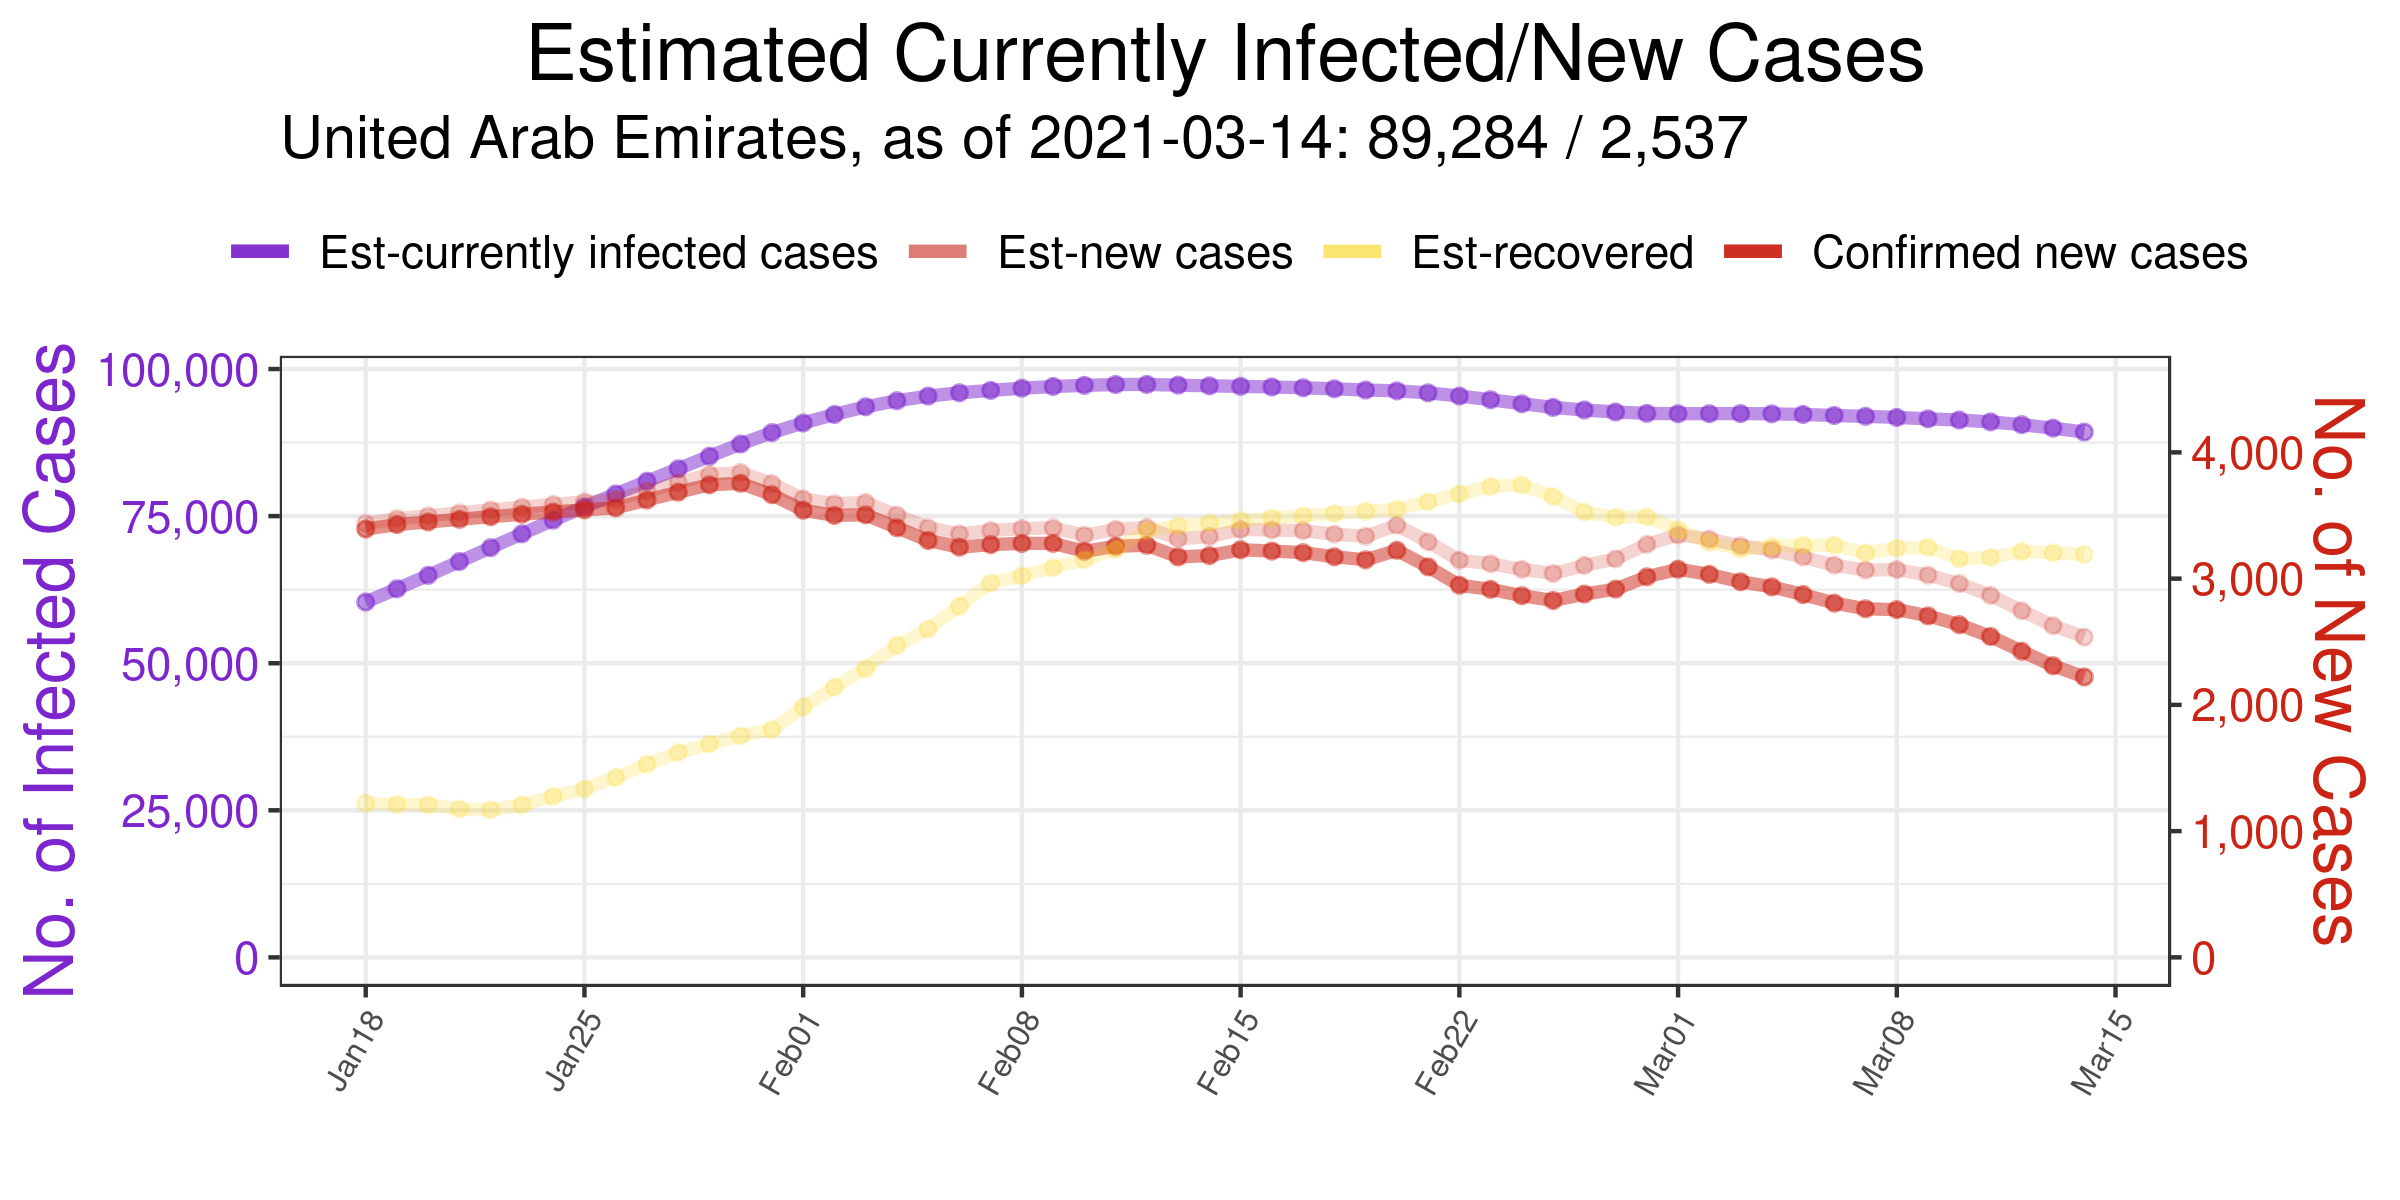 Estimated Currently Infected/New Cases
United Arab Emirates, as of 2021-03-14: 89,284 / 2,537
Est-currently infected cases Est-new cases Est-recovered Confirmed new cases
No. of Infected Cases
100,000
75,000
50,000
25,000
0
4,000
3,000
2,000
1,000
0
No. of New Cases
Jan18 Jan25 Feb01 Feb08 Feb15 Feb22 Mar01 Mar08 Mar15